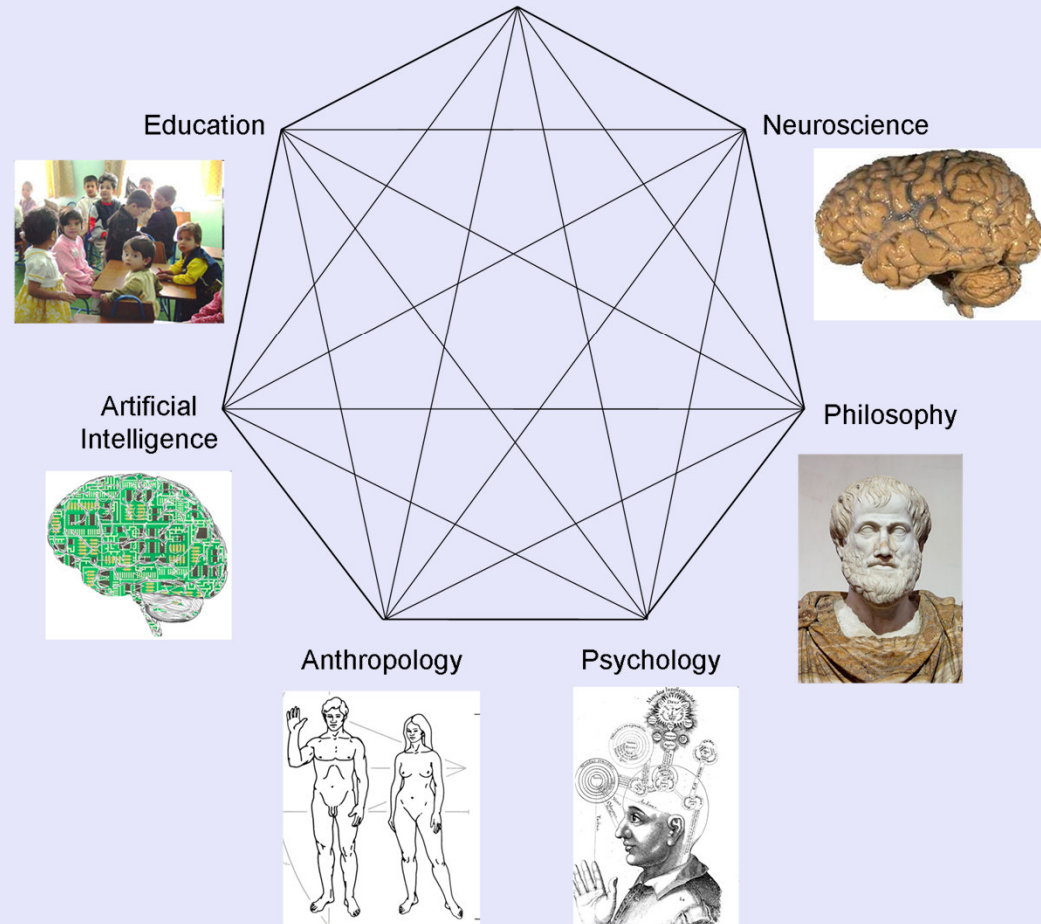 Education
Neuroscience
Artificial
Intelligence
Philosophy
Anthropology
Psychology